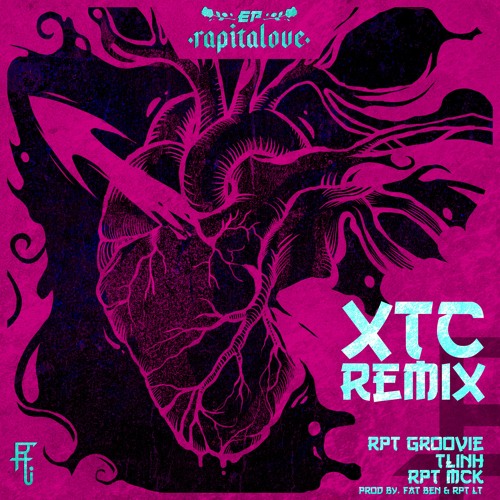 EP
·rapitalove·
XTC
REMIX
RPT GROOVIE
TLINH
RPT MCK
PROD BY. FAT BEN & RPT LT